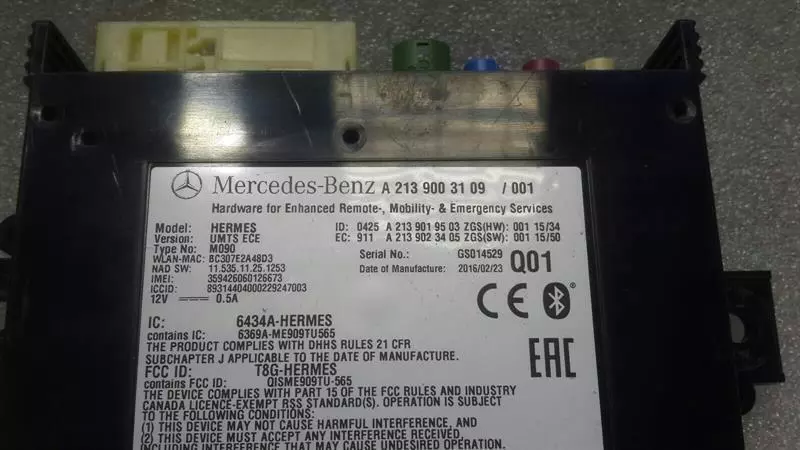 Mercedes-Benz A 213 900 31 09 / 001
Hardware for Enhanced Remote-, Mobility- & Emergency Services
Model: HERMES ID: 0425 A 213 901 95 03 ZGS(HW): 001 15/34
Version: UMTS ECE EC: 911 A 213 902 34 05 ZGS(SW): 001 15/50
Type No: M090
WLAN-MAC: BC307E2A48D3 Serial No.: GS014529
NAD SW: 11.535.11.25.1253 Date of Manufacture: 2016/02/23 Q01
IMEI: 359426060126673
ICCID: 89314404000229247003
12V 0.5A
CE
IC: 6434A-HERMES
contains IC: 6369A-ME909TU565
THE PRODUCT COMPLIES WITH DHHS RULES 21 CFR
SUBCHAPTER J APPLICABLE TO THE DATE OF MANUFACTURE.
EAC
FCC ID: T8G-HERMES
contains FCC ID: QISME909TU-565
THE DEVICE COMPLIES WITH PART 15 OF THE FCC RULES AND INDUSTRY
CANADA LICENCE-EXEMPT RSS STANDARD(S). OPERATION IS SUBJECT
TO THE FOLLOWING CONDITIONS:
(1) THIS DEVICE MAY NOT CAUSE HARMFUL INTERFERENCE, AND
(2) THIS DEVICE MUST ACCEPT ANY INTERFERENCE RECEIVED,
INCLUDING INTERFERENCE THAT MAY CAUSE UNDESIRED OPERATION.